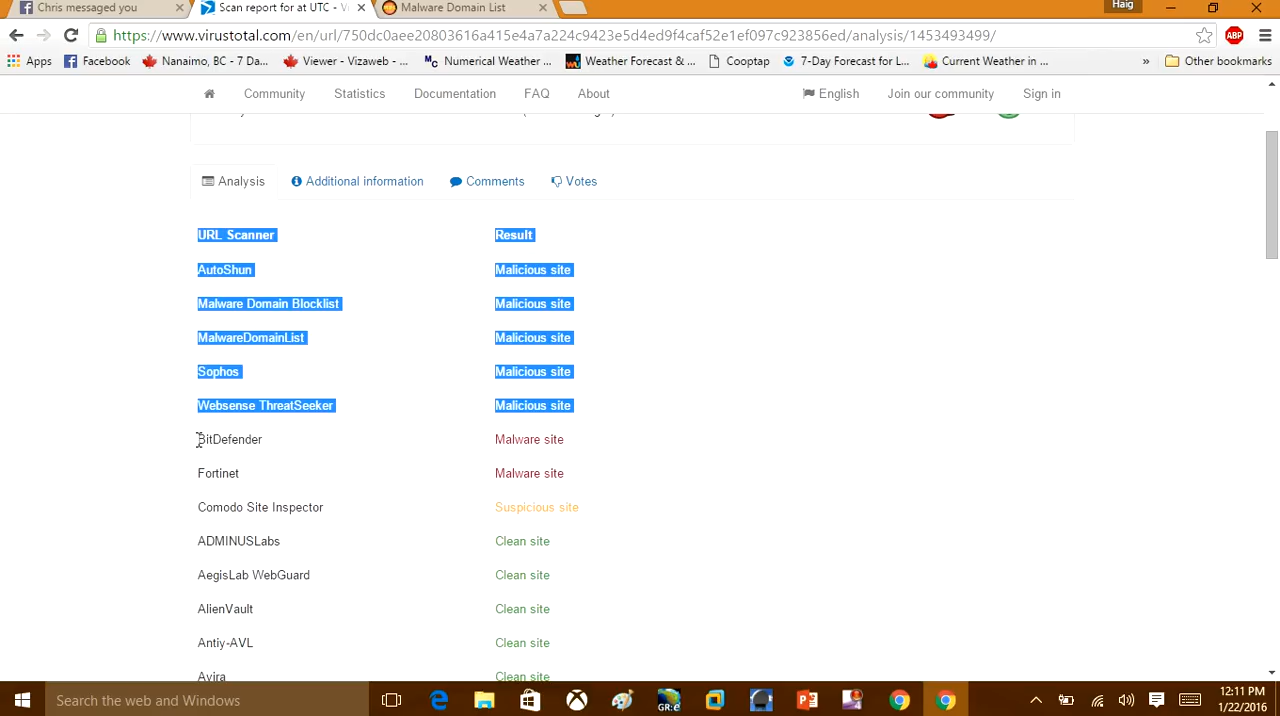 Chris messaged you
Scan report for at UTC - Vi
Malware Domain List
Haig
https://www.virustotal.com/en/url/750dc0aee20803616a415e4a7a224c9423e5d4ed9f4caf52e1ef097c923856ed/analysis/1453493499/
ABP
Apps Facebook Nanaimo, BC - 7 Da... Viewer - Vizaweb - ... Numerical Weather ... Weather Forecast & ... Cooptap 7-Day Forecast for L... Current Weather in ... » Other bookmarks
Community Statistics Documentation FAQ About English Join our community Sign in
Analysis Additional information Comments Votes
URL Scanner Result
AutoShun Malicious site
Malware Domain Blocklist Malicious site
MalwareDomainList Malicious site
Sophos Malicious site
Websense ThreatSeeker Malicious site
BitDefender Malware site
Fortinet Malware site
Comodo Site Inspector Suspicious site
ADMINUSLabs Clean site
AegisLab WebGuard Clean site
AlienVault Clean site
Antiy-AVL Clean site
Avira Clean site
Search the web and Windows
12:11 PM
1/22/2016